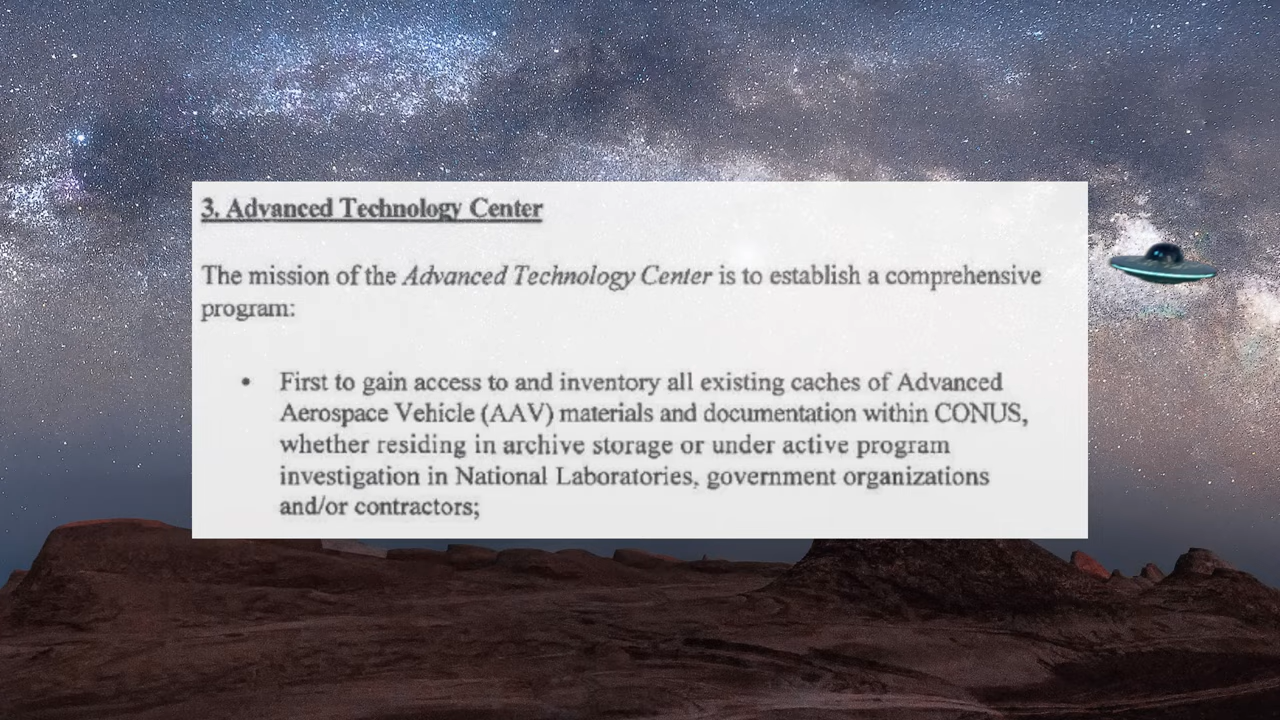 3. Advanced Technology Center
The mission of the Advanced Technology Center is to establish a comprehensive
program:
• First to gain access to and inventory all existing caches of Advanced
Aerospace Vehicle (AAV) materials and documentation within CONUS,
whether residing in archive storage or under active program
investigation in National Laboratories, government organizations
and/or contractors;